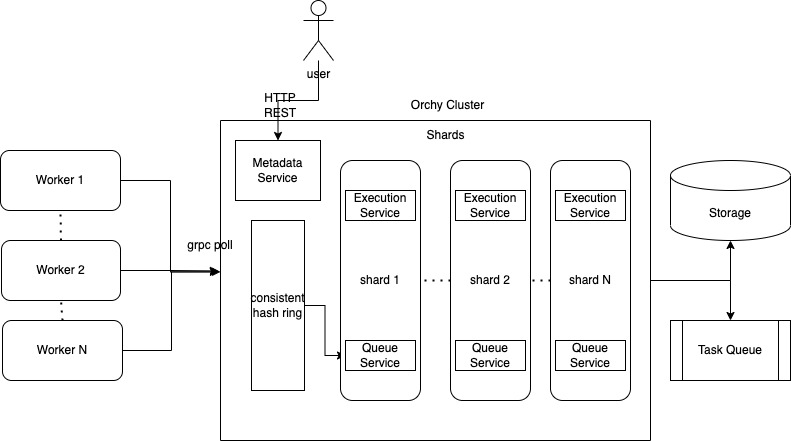 user
HTTP
REST
Orchy Cluster
Shards
Metadata
Service
Worker 1
Execution
Service
Execution
Service
Execution
Service
Storage
grpc poll
Worker 2
shard 1
shard 2
shard N
consistent
hash ring
Worker N
Queue
Service
Queue
Service
Queue
Service
Task Queue